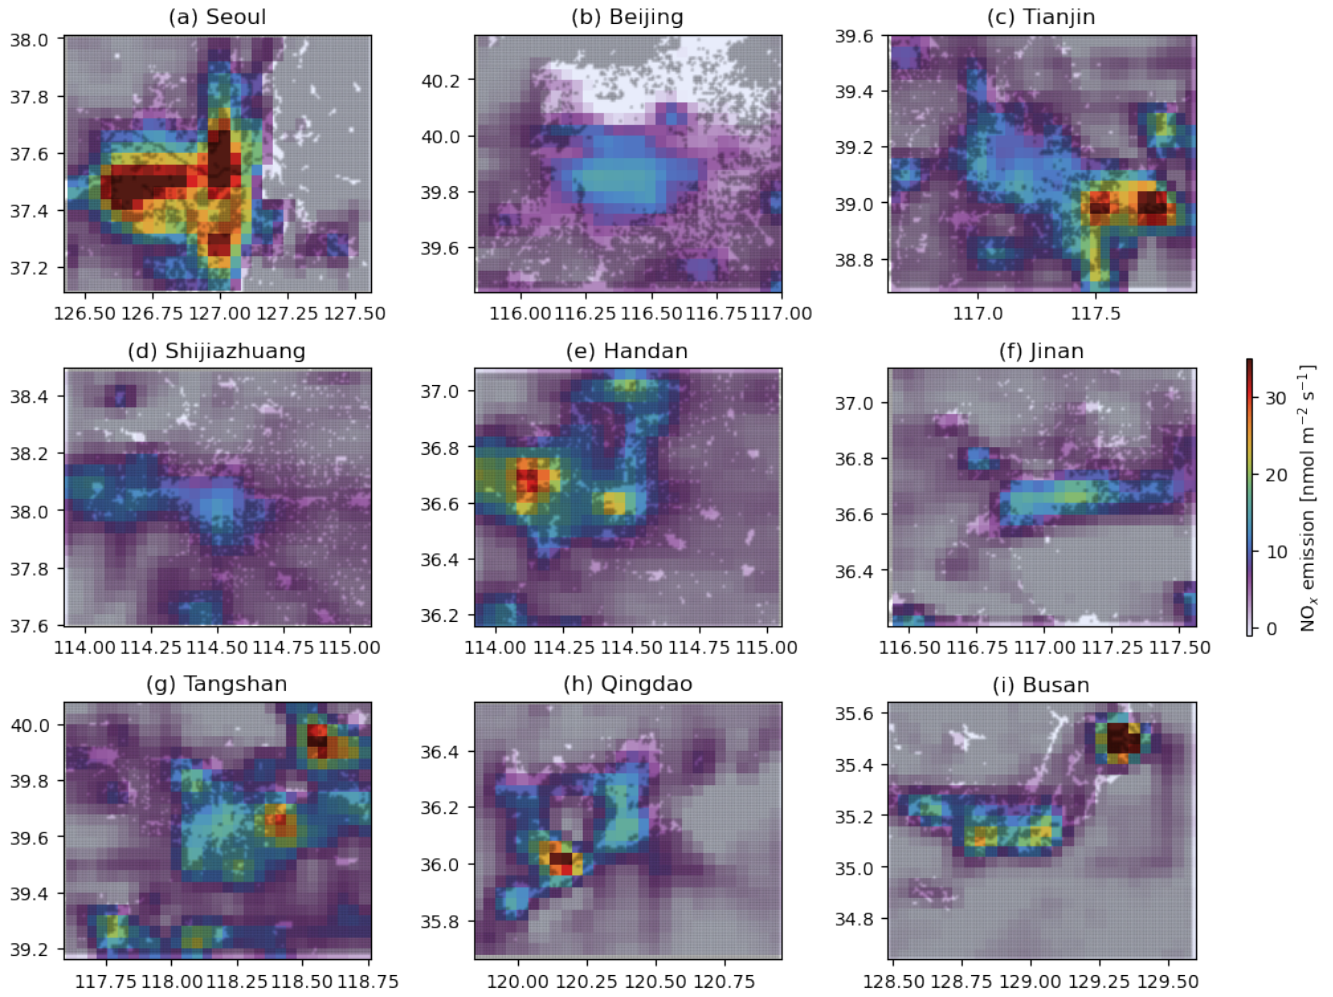 (a) Seoul
(b) Beijing
(c) Tianjin
38.0
37.8
37.6
37.4
37.2
126.50 126.75 127.00 127.25 127.50
40.2
40.0
39.8
39.6
116.00 116.25 116.50 116.75 117.00
39.6
39.4
39.2
39.0
38.8
117.0 117.5
(d) Shijiazhuang
(e) Handan
(f) Jinan
38.4
38.2
38.0
37.8
37.6
114.00 114.25 114.50 114.75 115.00
37.0
36.8
36.6
36.4
36.2
114.00 114.25 114.50 114.75 115.00
37.0
36.8
36.6
36.4
116.50 116.75 117.00 117.25 117.50
30
20
10
0
NOx emission [nmol m−2 s−1]
(g) Tangshan
(h) Qingdao
(i) Busan
40.0
39.8
39.6
39.4
39.2
117.75 118.00 118.25 118.50 118.75
36.4
36.2
36.0
35.8
120.00 120.25 120.50 120.75
35.6
35.4
35.2
35.0
34.8
128.50 128.75 129.00 129.25 129.50